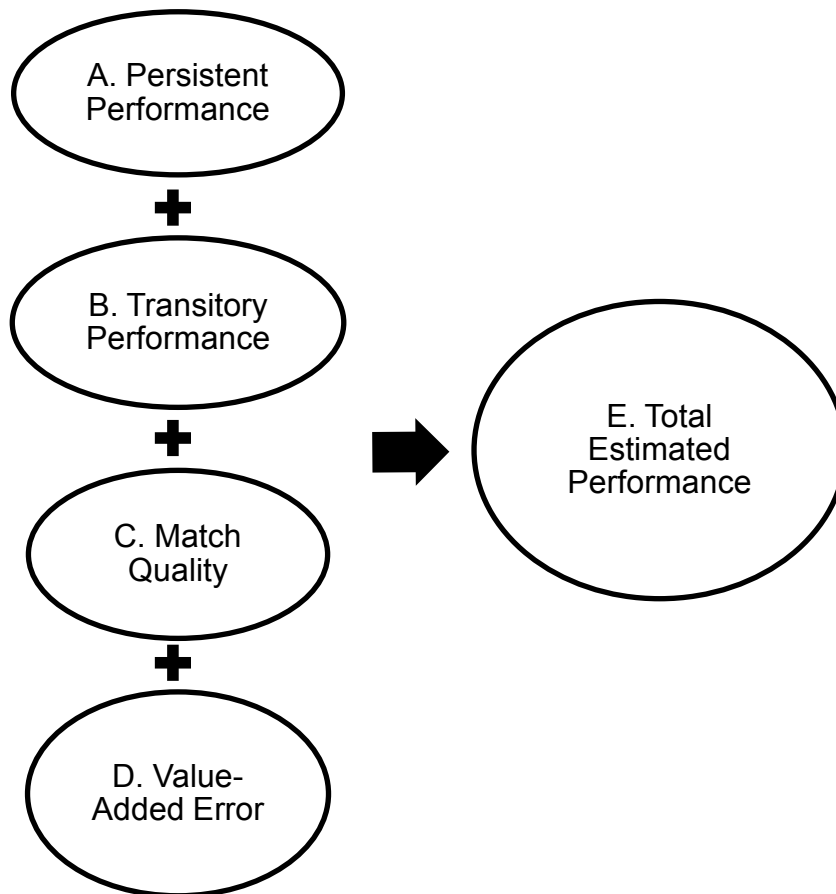 A. Persistent
Performance
B. Transitory
Performance
C. Match
Quality
D. Value-
Added Error
E. Total
Estimated
Performance